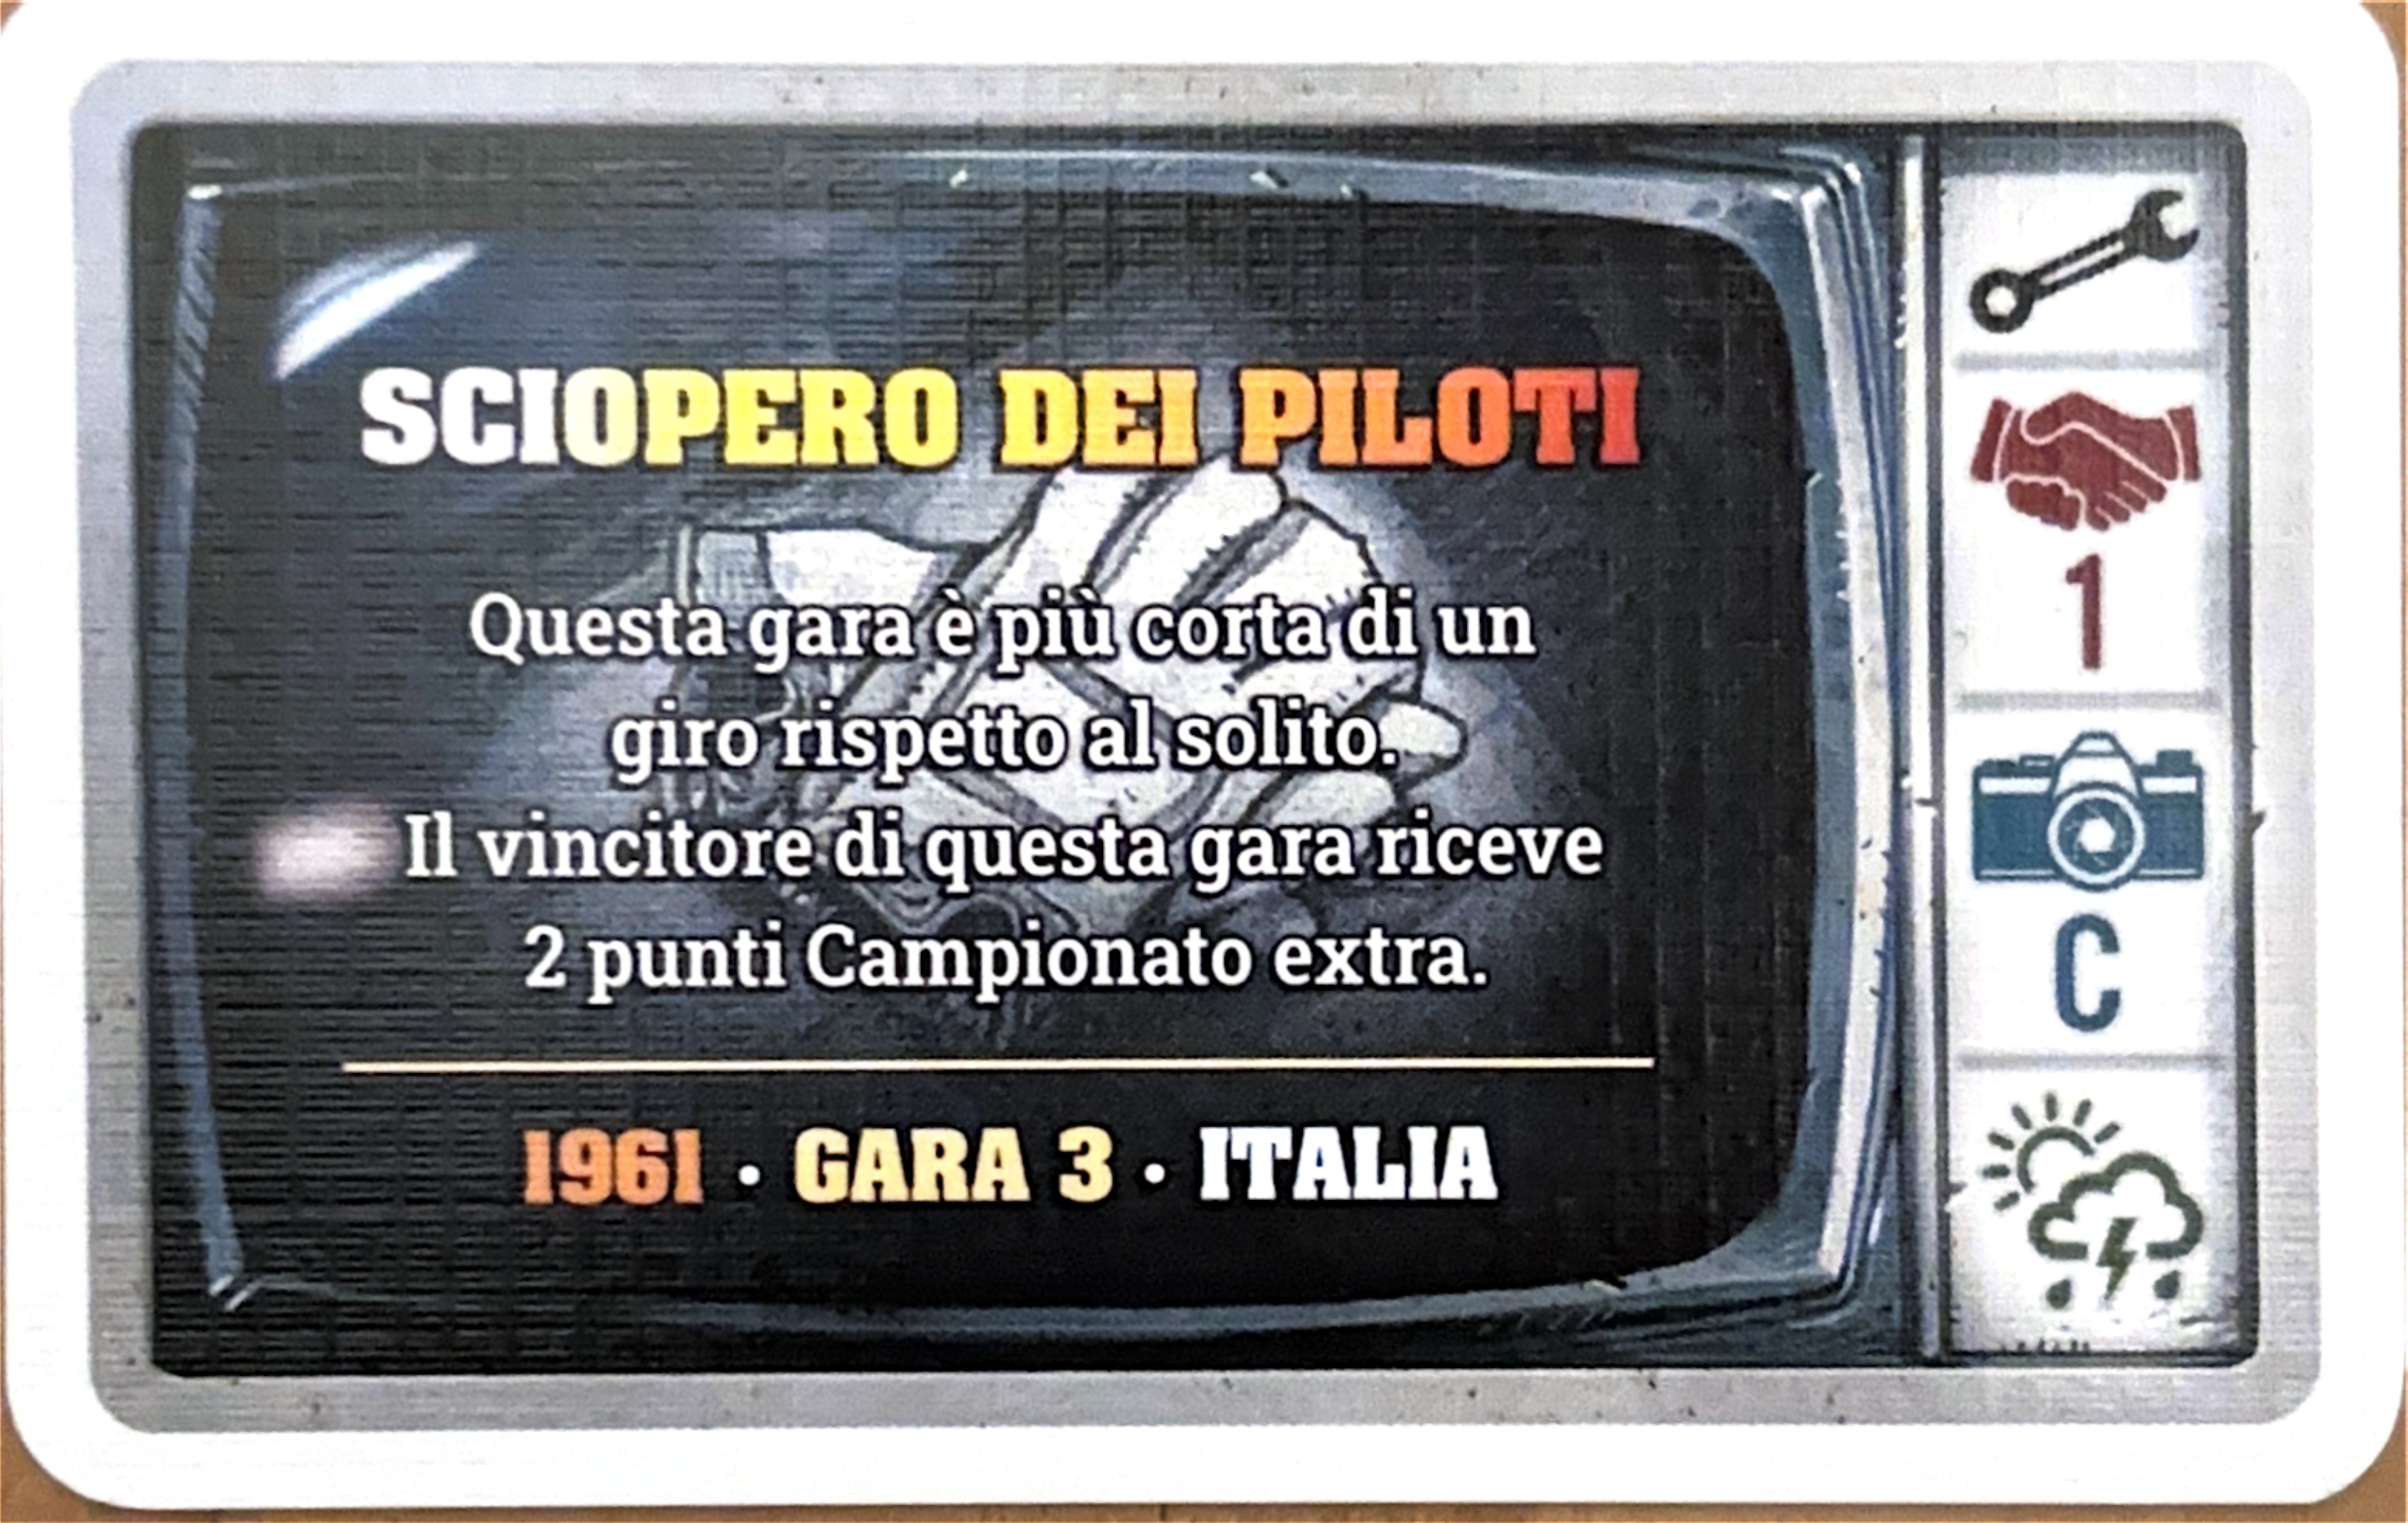 SCIOPERO DEI PILOTI
Questa gara è più corta di un
giro rispetto al solito.
Il vincitore di questa gara riceve
2 punti Campionato extra.
1961 • GARA 3 • ITALIA
1
C